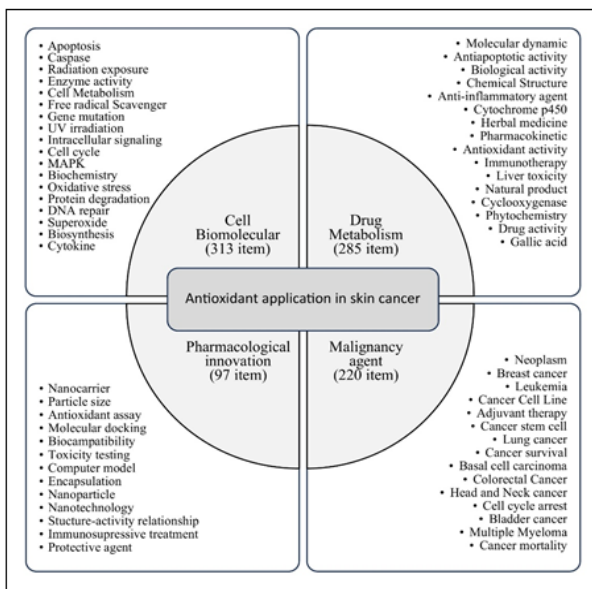 • Apoptosis
• Caspase
• Radiation exposure
• Enzyme activity
• Cell Metabolism
• Free radical Scavenger
• Gene mutation
• UV irradiation
• Intracellular signaling
• Cell cycle
• MAPK
• Biochemistry
• Oxidative stress
• Protein degradation
• DNA repair
• Superoxide
• Biosynthesis
• Cytokine
• Molecular dynamic
• Antiapoptotic activity
• Biological activity
• Chemical Structure
• Anti-inflammatory agent
• Cytochrome p450
• Herbal medicine
• Pharmacokinetic
• Antioxidant activity
• Immunotherapy
• Liver toxicity
• Natural product
• Cyclooxygenase
• Phytochemistry
• Drug activity
• Gallic acid
Cell
Biomolecular
(313 item)
Drug
Metabolism
(285 item)
Antioxidant application in skin cancer
Pharmacological
innovation
(97 item)
Malignancy
agent
(220 item)
• Nanocarrier
• Particle size
• Antioxidant assay
• Molecular docking
• Biocampatibility
• Toxicity testing
• Computer model
• Encapsulation
• Nanoparticle
• Nanotechnology
• Stucture-activity relationship
• Immunosupressive treatment
• Protective agent
• Neoplasm
• Breast cancer
• Leukemia
• Cancer Cell Line
• Adjuvant therapy
• Cancer stem cell
• Lung cancer
• Cancer survival
• Basal cell carcinoma
• Colorectal Cancer
• Head and Neck cancer
• Cell cycle arrest
• Bladder cancer
• Multiple Myeloma
• Cancer mortality